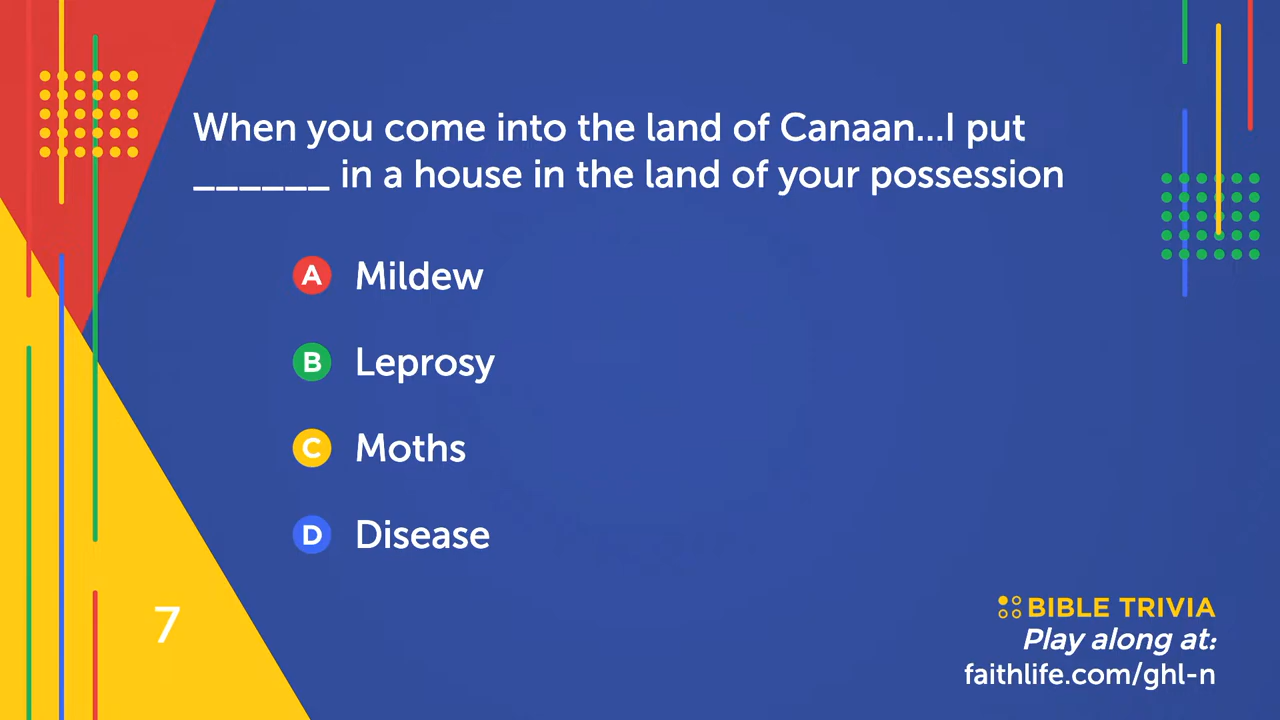 When you come into the land of Canaan...I put
______ in a house in the land of your possession
A Mildew
B Leprosy
C Moths
D Disease
7
BIBLE TRIVIA
Play along at:
faithlife.com/ghl-n